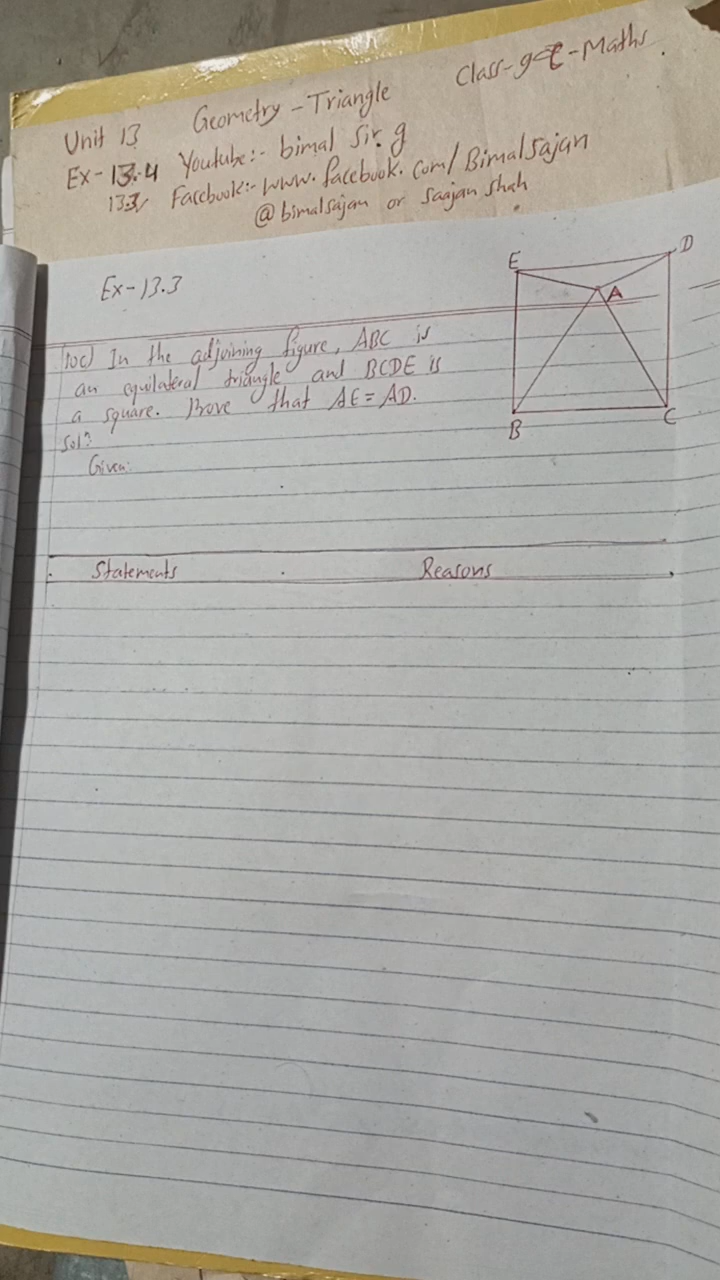 Class-9 - Maths
Unit 13 Geometry - Triangle
Ex-13.4 Youtube:- bimal sir g
13.3/ Facebook:- www.facebook.com/Bimalsajan
@bimalsajan or Saajan shah
Ex-13.3
10c) In the adjoining figure, ABC is
an equilateral triangle and BCDE is
a square. Prove that AE = AD.
Solⁿ
Given:
E
D
A
B
C
Statements
Reasons